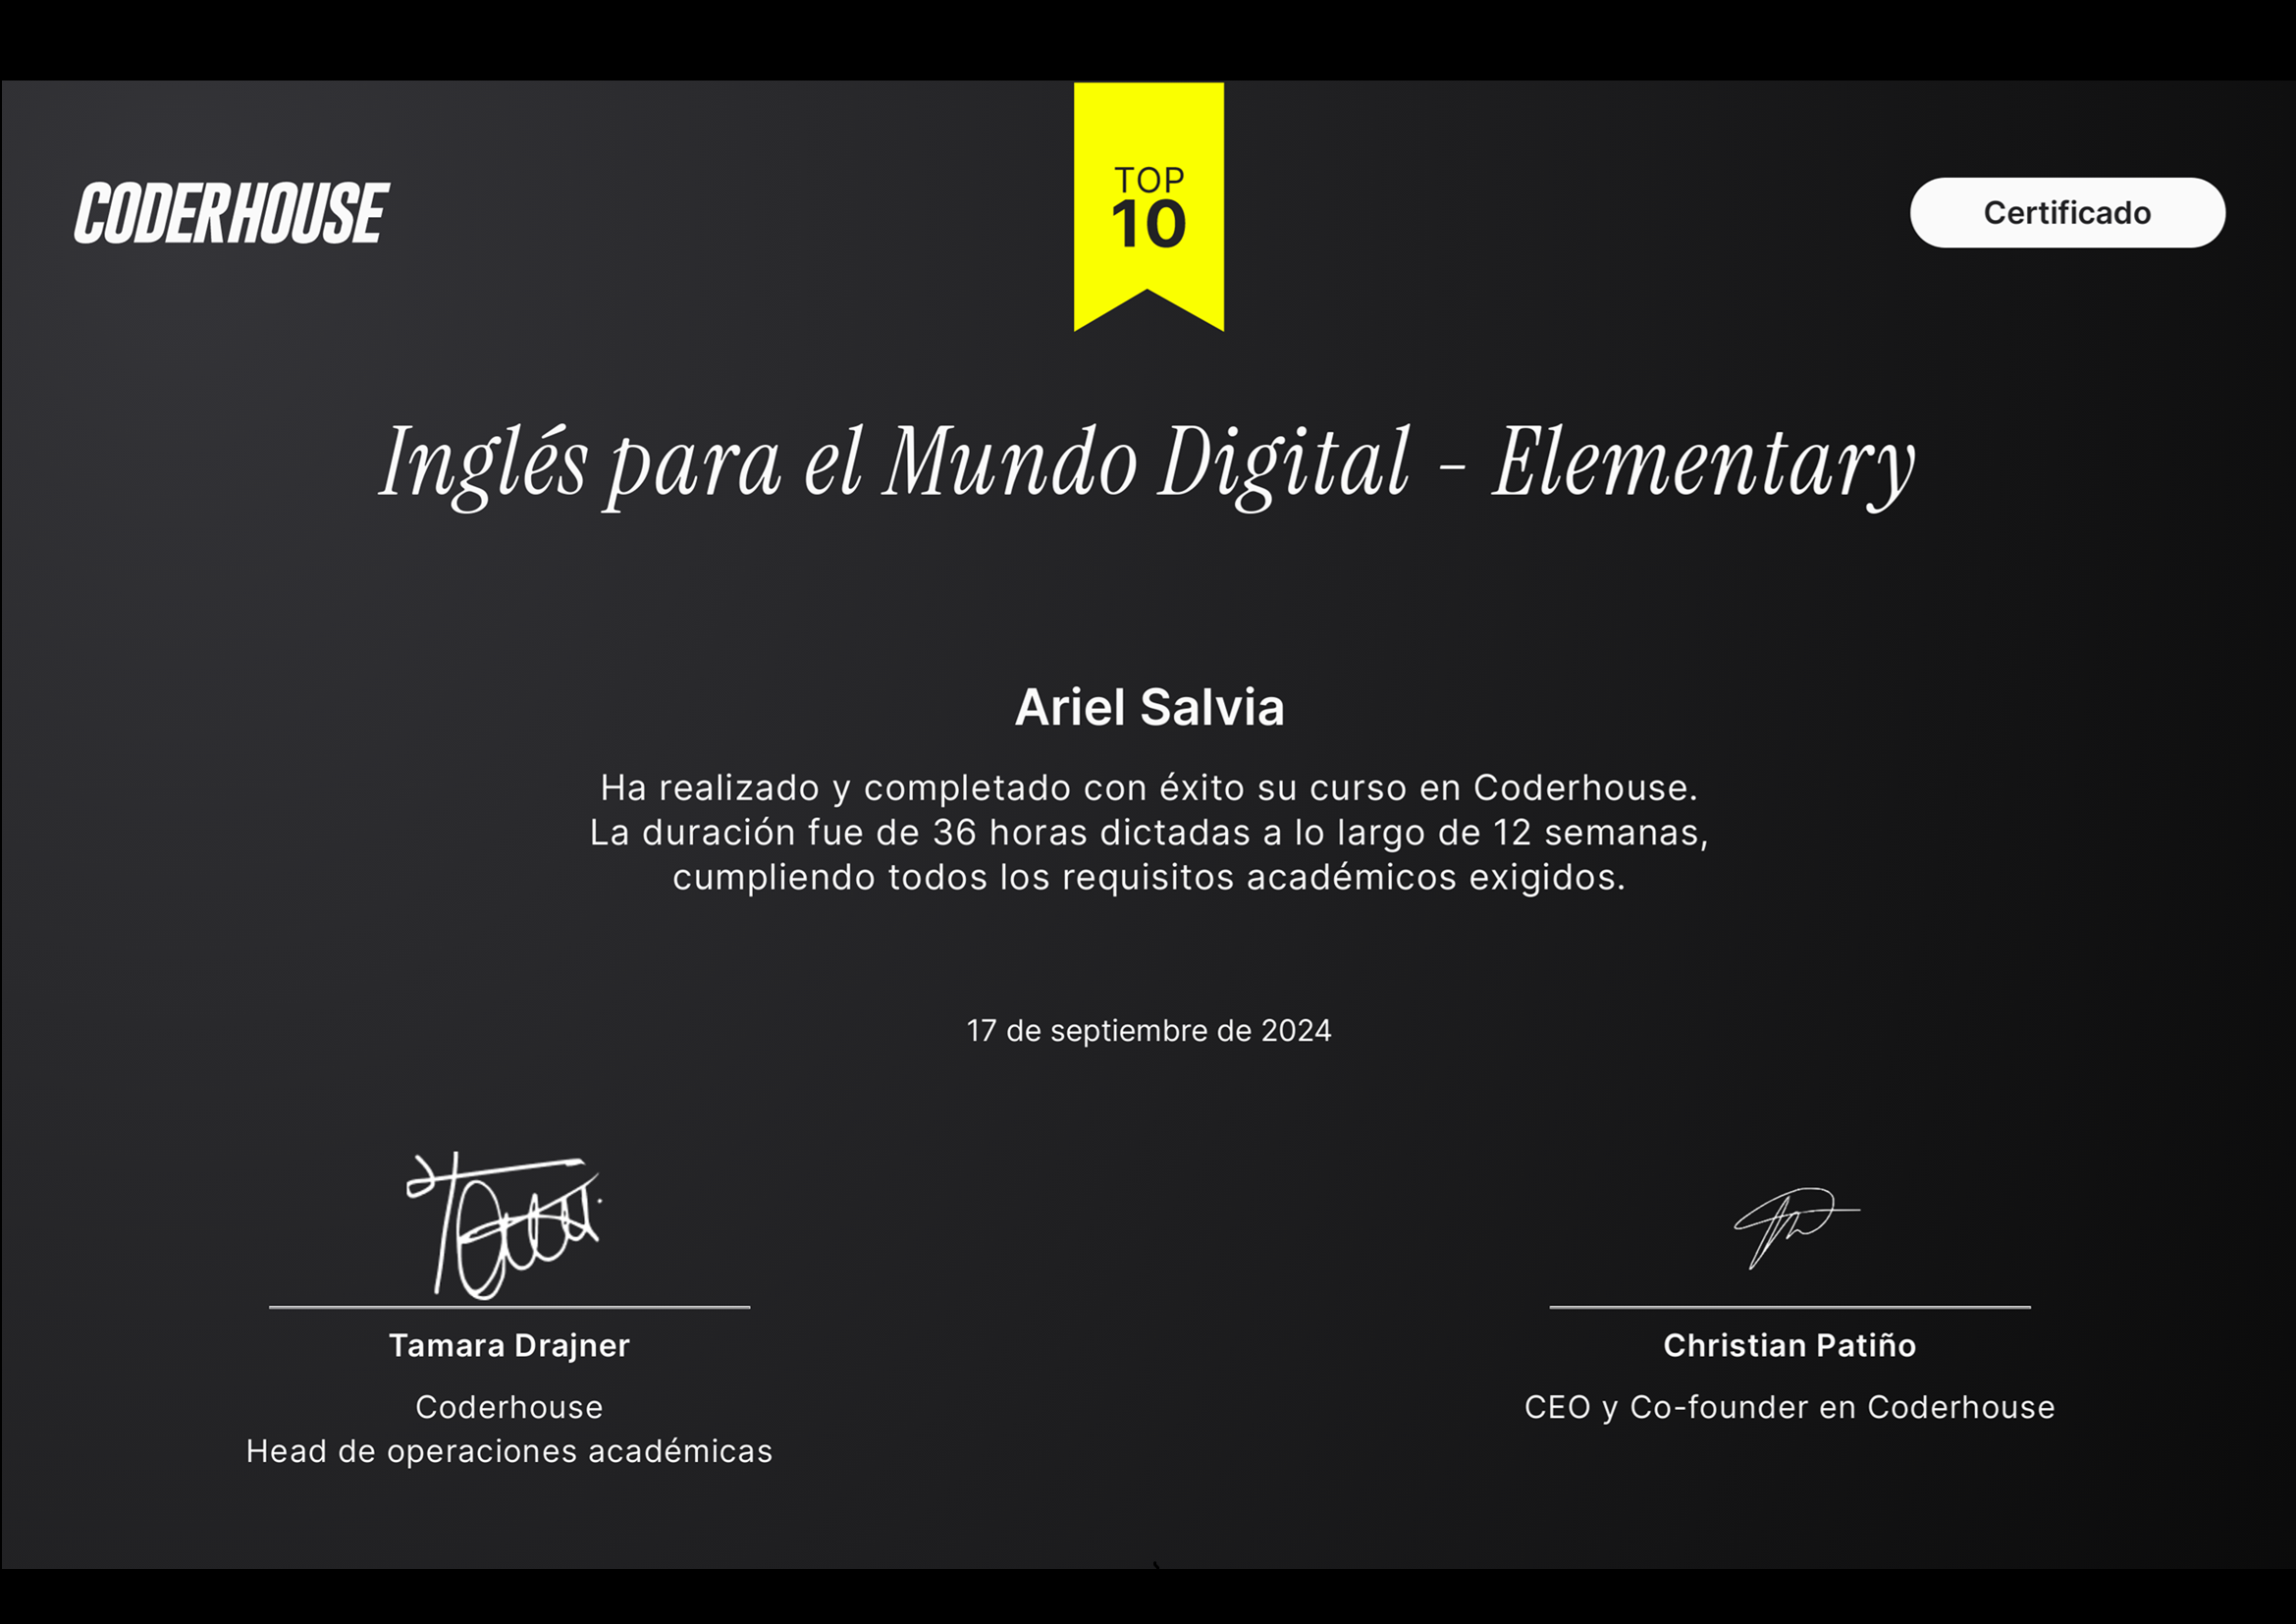 CODERHOUSE
TOP
10
Certificado
Inglés para el Mundo Digital - Elementary
Ariel Salvia
Ha realizado y completado con éxito su curso en Coderhouse.
La duración fue de 36 horas dictadas a lo largo de 12 semanas,
cumpliendo todos los requisitos académicos exigidos.
17 de septiembre de 2024
Tamara Drajner
Coderhouse
Head de operaciones académicas
Christian Patiño
CEO y Co-founder en Coderhouse